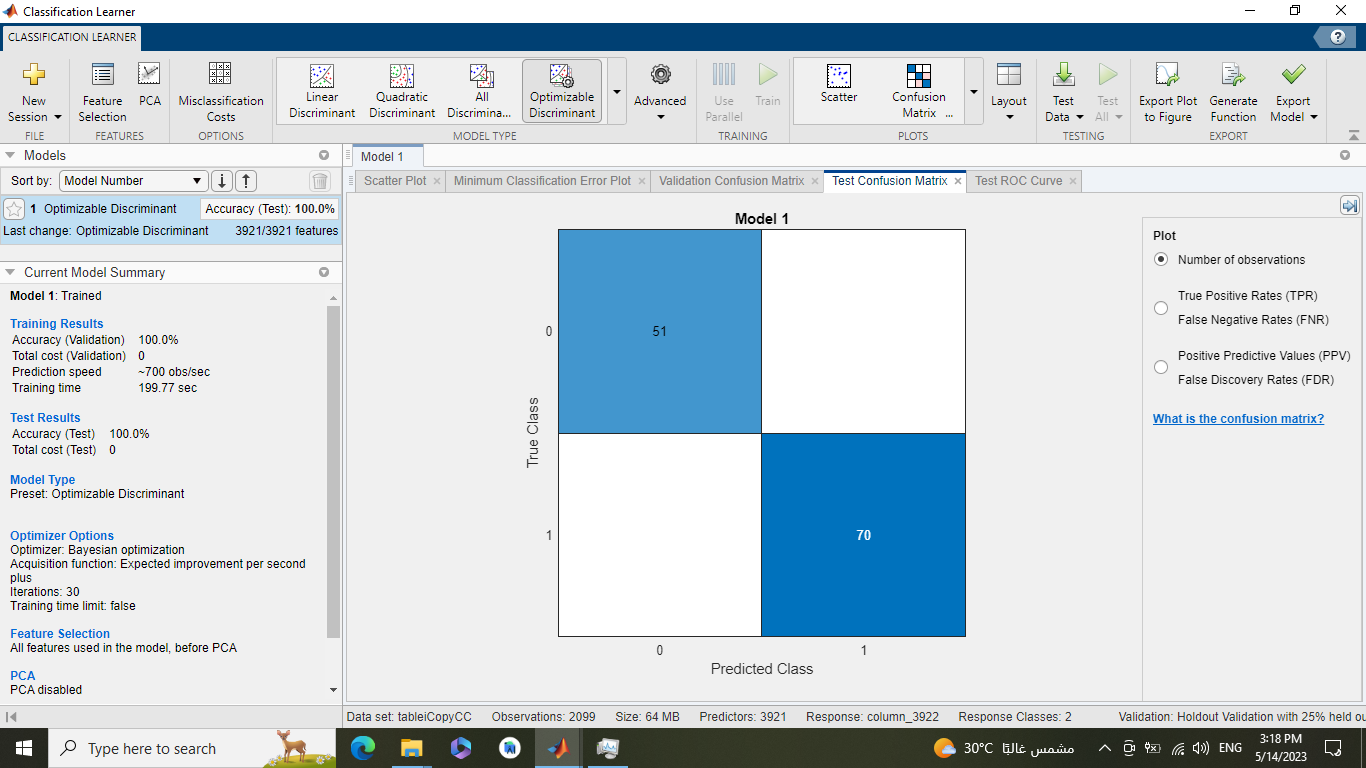 Classification Learner
CLASSIFICATION LEARNER
?
New
Session
Feature
Selection
PCA
Misclassification
Costs
Linear
Discriminant
Quadratic
Discriminant
All
Discrimina...
Optimizable
Discriminant
Advanced
Use
Parallel
Train
Scatter
Confusion
Matrix ...
Layout
Test
Data
Test
All
Export Plot
to Figure
Generate
Function
Export
Model
FILE
FEATURES
OPTIONS
MODEL TYPE
TRAINING
PLOTS
TESTING
EXPORT
Models
Sort by: Model Number
1 Optimizable Discriminant Accuracy (Test): 100.0%
Last change: Optimizable Discriminant 3921/3921 features
Current Model Summary
Model 1: Trained
Training Results
Accuracy (Validation) 100.0%
Total cost (Validation) 0
Prediction speed ~700 obs/sec
Training time 199.77 sec
Test Results
Accuracy (Test) 100.0%
Total cost (Test) 0
Model Type
Preset: Optimizable Discriminant
Optimizer Options
Optimizer: Bayesian optimization
Acquisition function: Expected improvement per second
plus
Iterations: 30
Training time limit: false
Feature Selection
All features used in the model, before PCA
PCA
PCA disabled
Model 1
Scatter Plot
Minimum Classification Error Plot
Validation Confusion Matrix
Test Confusion Matrix
Test ROC Curve
Model 1
51
70
0
1
True Class
0
1
Predicted Class
Plot
Number of observations
True Positive Rates (TPR)
False Negative Rates (FNR)
Positive Predictive Values (PPV)
False Discovery Rates (FDR)
What is the confusion matrix?
Data set: tableiCopyCC Observations: 2099 Size: 64 MB Predictors: 3921 Response: column_3922 Response Classes: 2 Validation: Holdout Validation with 25% held ou
Type here to search
30°C مشمس غالبًا
ENG
3:18 PM
5/14/2023